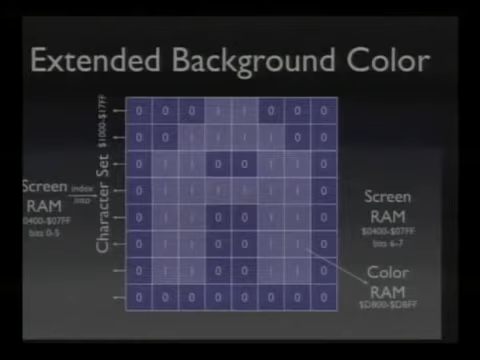 Extended Background Color
Character Set $1000-$17FF
0 0 0 1 1 0 0 0
0 0 1 1 1 1 0 0
0 1 1 0 0 1 1 0
0 1 1 1 1 1 1 0
0 1 1 0 0 1 1 0
0 1 1 0 0 1 1 0
0 1 1 0 0 1 1 0
0 0 0 0 0 0 0 0
Screen
RAM
0400-$07FF
bits 0-5
index
into
Screen
RAM
$0400-$07FF
bits 6-7
Color
RAM
$D800-$DBFF